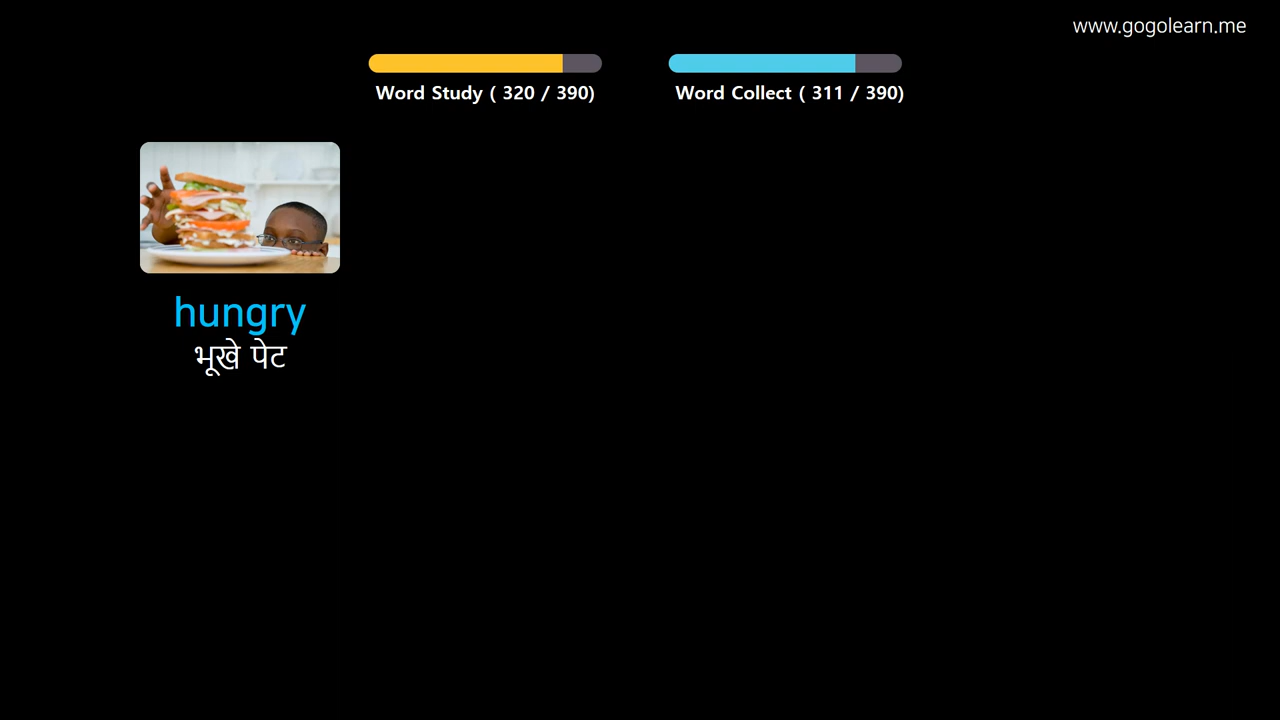 www.gogolearn.me
Word Study ( 320 / 390)
Word Collect ( 311 / 390)
hungry
भूखे पेट